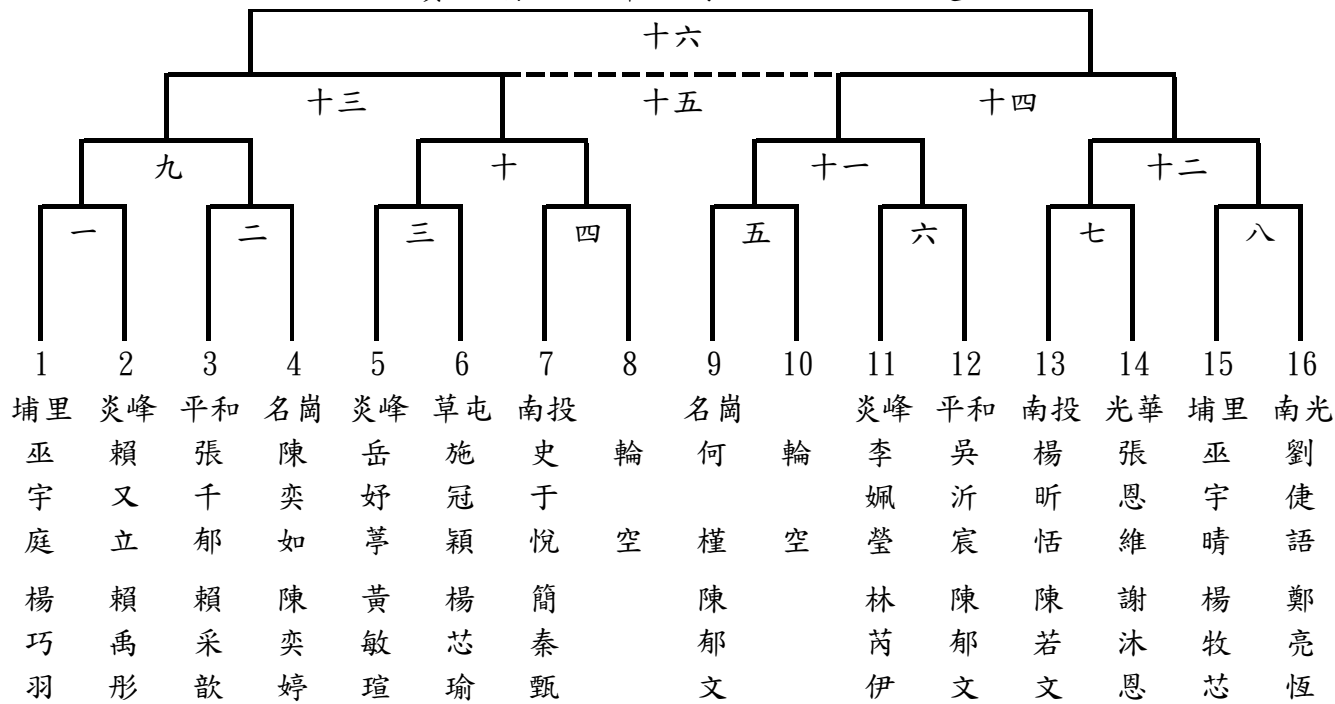 十六
十三 十五 十四
九 十 十一 十二
一 二 三 四 五 六 七 八
1 2 3 4 5 6 7 8 9 10 11 12 13 14 15 16
埔里 炎峰 平和 名崗 炎峰 草屯 南投 名崗 炎峰 平和 南投 光華 埔里 南光
巫 賴 張 陳 岳 施 史 輪 何 輪 李 吳 楊 張 巫 劉
宇 又 千 奕 妤 冠 于 姵 沂 昕 恩 宇 倢
庭 立 郁 如 葶 穎 悅 空 槿 空 瑩 宸 恬 維 晴 語
楊 賴 賴 陳 黃 楊 簡 陳 林 陳 陳 謝 楊 鄭
巧 禹 采 奕 敏 芯 秦 郁 芮 郁 若 沐 牧 亮
羽 彤 歆 婷 瑄 瑜 甄 文 伊 文 文 恩 芯 恆